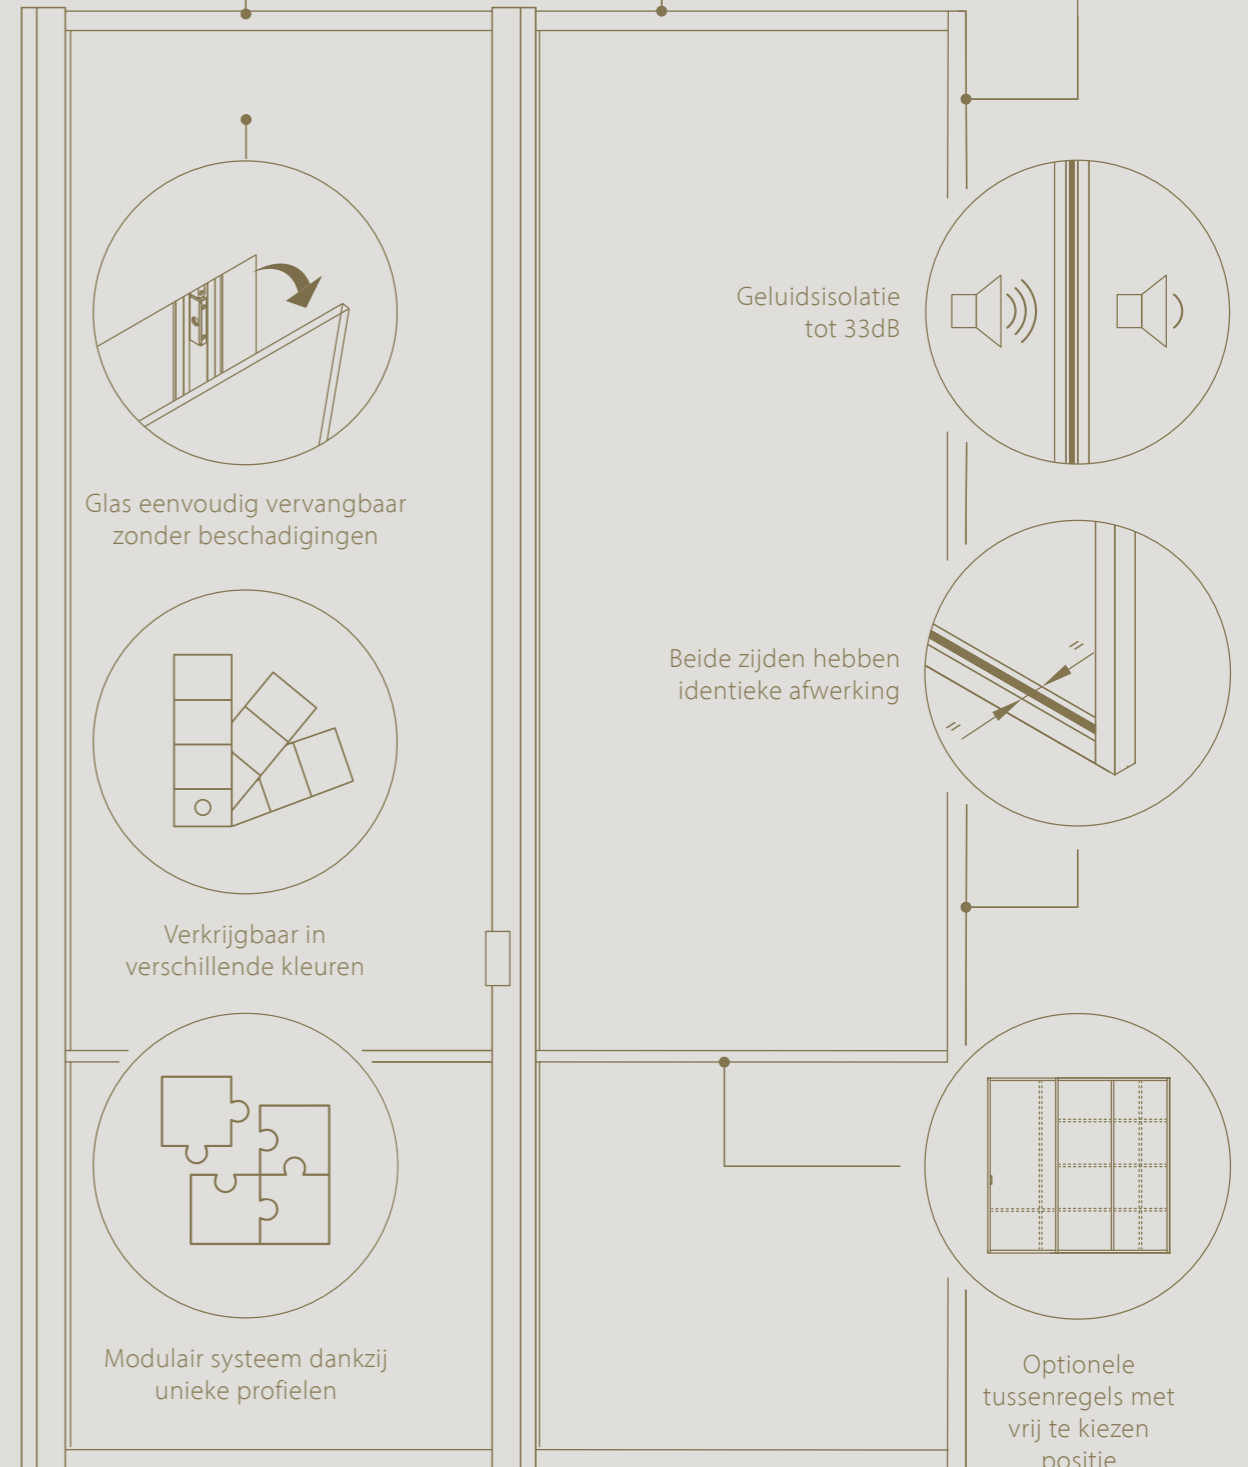 Glas eenvoudig vervangbaar
zonder beschadigingen
Verkrijgbaar in
verschillende kleuren
Modulair systeem dankzij
unieke profielen
Geluidsisolatie
tot 33dB
Beide zijden hebben
identieke afwerking
Optionele
tussenregels met
vrij te kiezen
positie